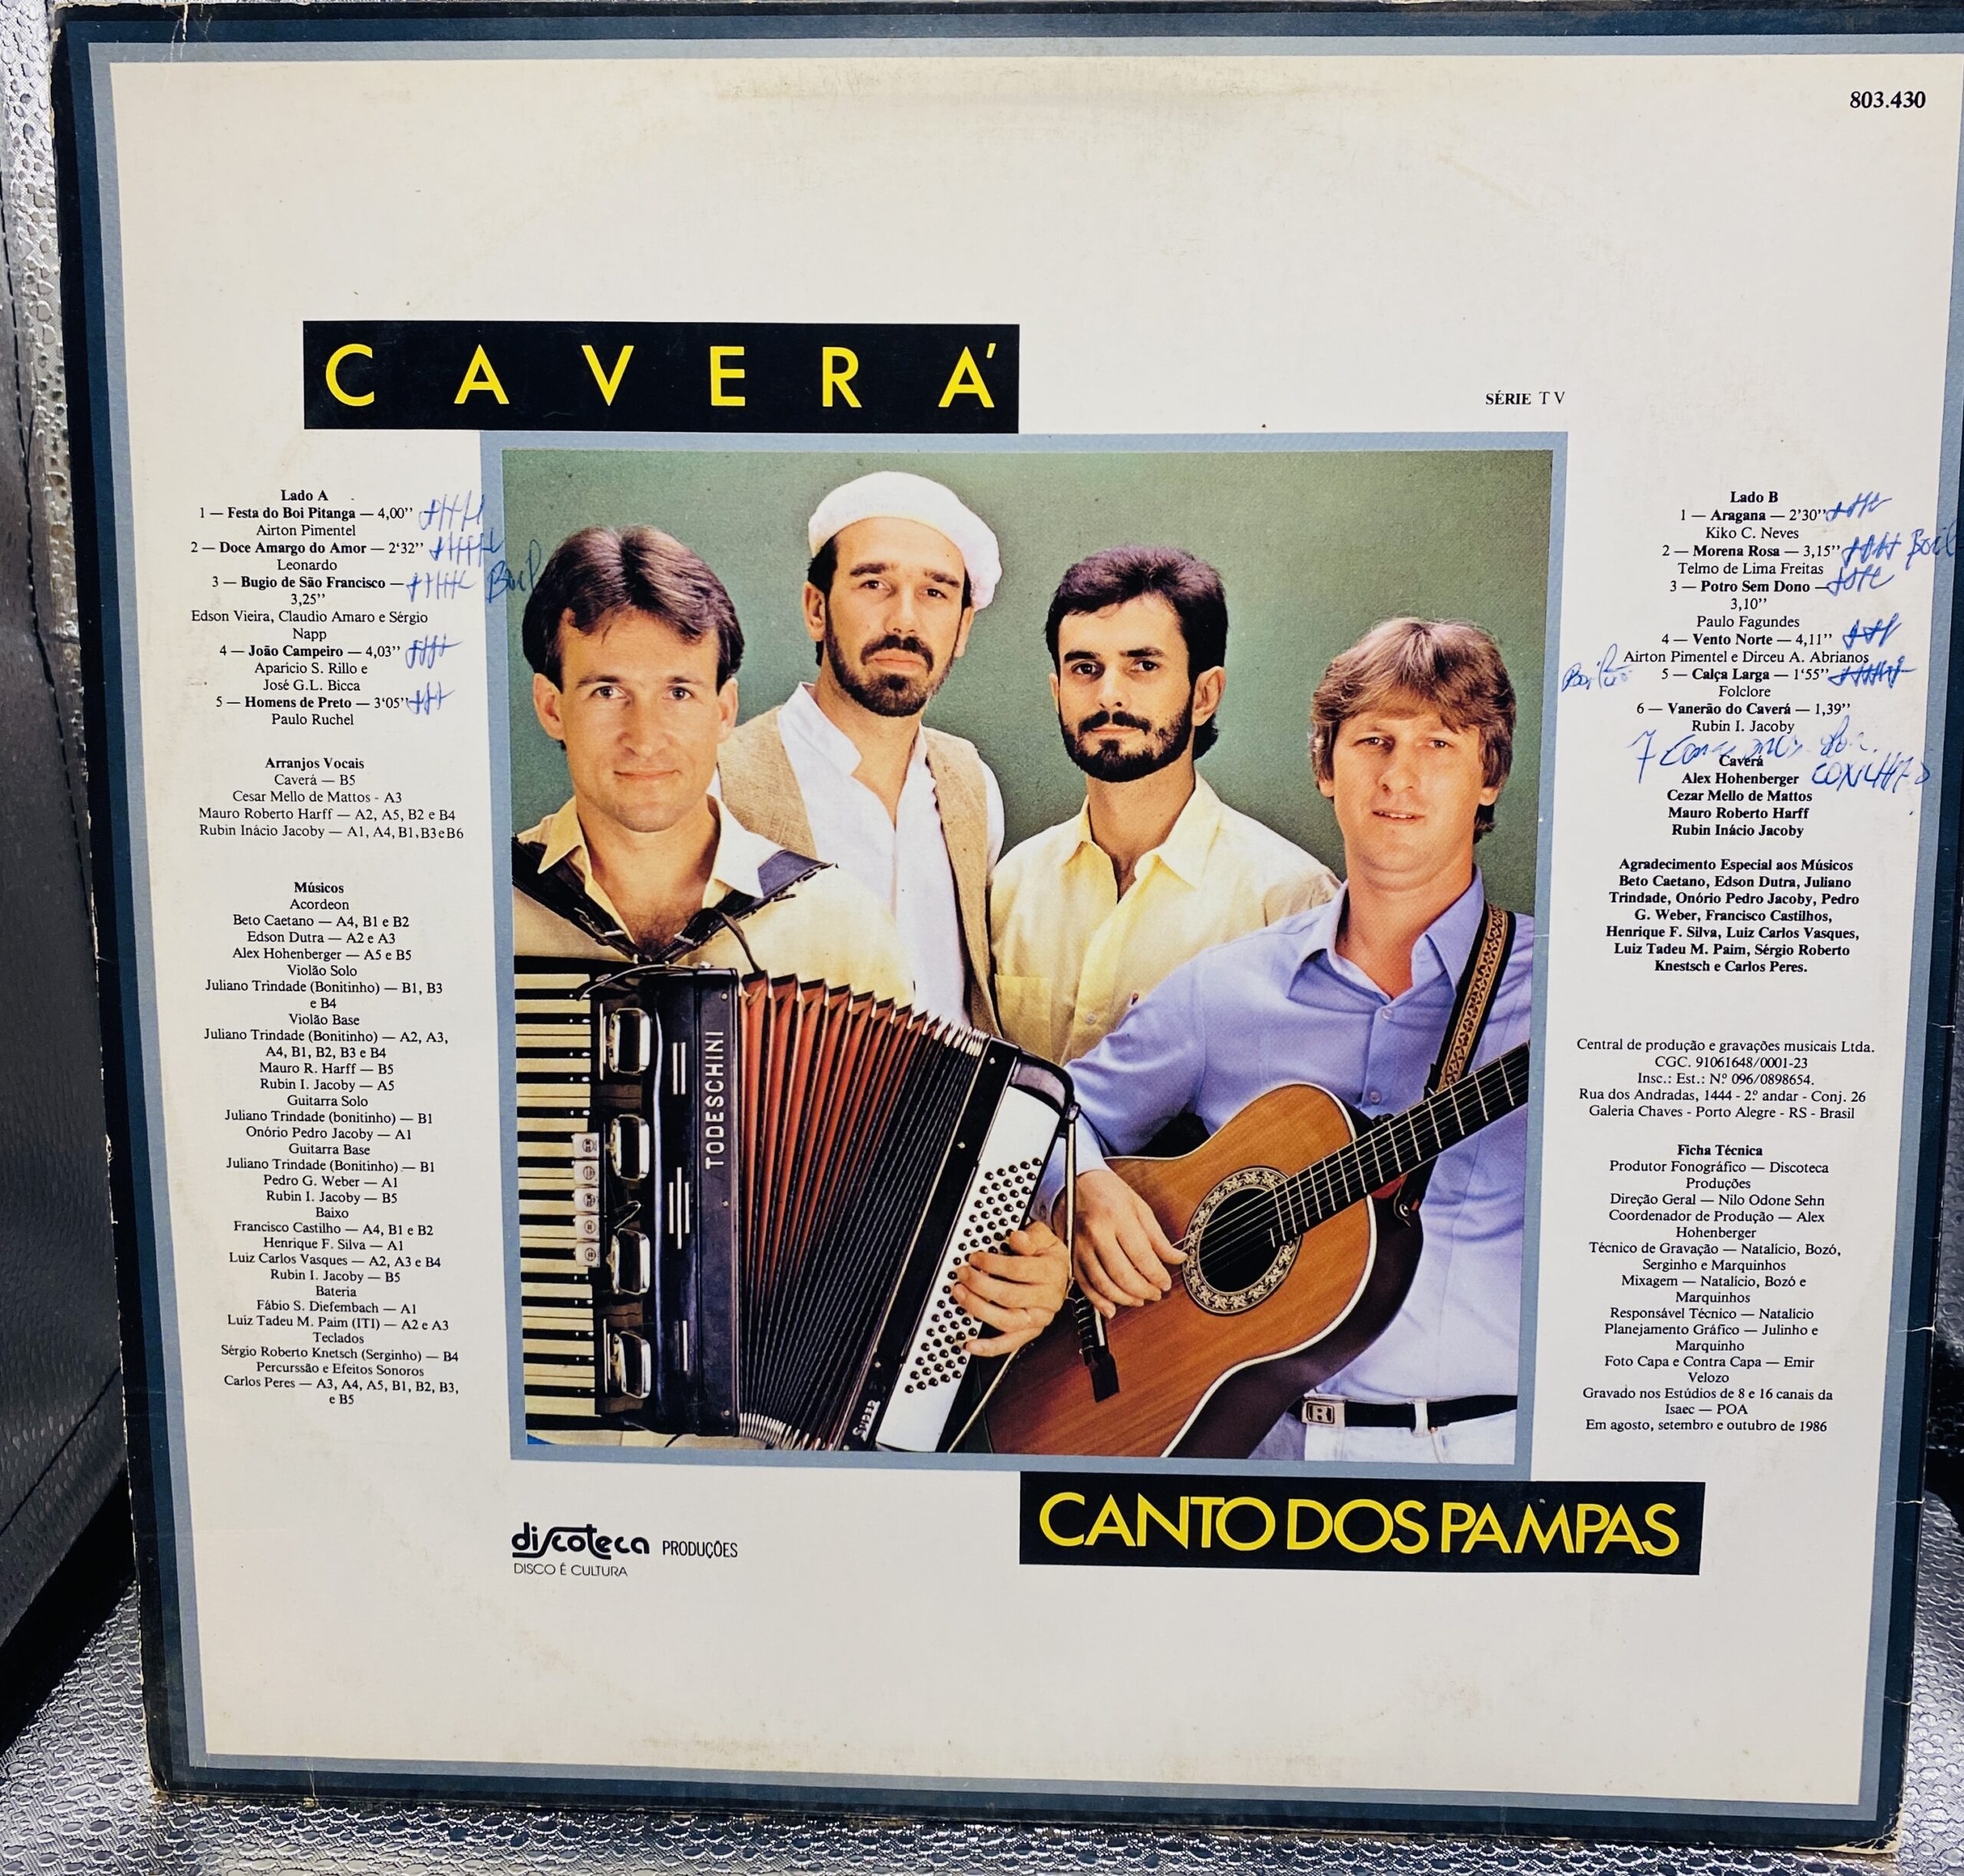 803.430
CAVERÁ
SÉRIE TV
Lado A
1 — Festa do Boi Pitanga — 4,00’’
Airton Pimentel
2 — Doce Amargo do Amor — 2‘32’’
Leonardo
3 — Bugio de São Francisco —
3,25’’
Edson Vieira, Claudio Amaro e Sérgio
Napp
4 — João Campeiro — 4,03’’
Aparicio S. Rillo e
José G.L. Bicca
5 — Homens de Preto — 3‘05’’
Paulo Ruchel
Arranjos Vocais
Caverá — B5
Cesar Mello de Mattos - A3
Mauro Roberto Harff — A2, A5, B2 e B4
Rubin Inácio Jacoby — A1, A4, B1, B3 e B6
Músicos
Acordeon
Beto Caetano — A4, B1 e B2
Edson Dutra — A2 e A3
Alex Hohenberger — A5 e B5
Violão Solo
Juliano Trindade (Bonitinho) — B1, B3
e B4
Violão Base
Juliano Trindade (Bonitinho) — A2, A3,
A4, B1, B2, B3 e B4
Mauro R. Harff — B5
Rubin I. Jacoby — A5
Guitarra Solo
Juliano Trindade (bonitinho) — B1
Onório Pedro Jacoby — A1
Guitarra Base
Juliano Trindade (Bonitinho) — B1
Pedro G. Weber — A1
Rubin I. Jacoby — B5
Baixo
Francisco Castilho — A4, B1 e B2
Henrique F. Silva — A1
Luiz Carlos Vasques — A2, A3 e B4
Rubin I. Jacoby — B5
Bateria
Fábio S. Diefembach — A1
Luiz Tadeu M. Paim (ITI) — A2 e A3
Teclados
Sérgio Roberto Knetsch (Serginho) — B4
Percurssão e Efeitos Sonoros
Carlos Peres — A3, A4, A5, B1, B2, B3,
e B5
TODESCHINI
SUPER
Lado B
1 — Aragana — 2’30’’
Kiko C. Neves
2 — Morena Rosa — 3,15’’
Telmo de Lima Freitas
3 — Potro Sem Dono —
3,10’’
Paulo Fagundes
4 — Vento Norte — 4,11’’
Airton Pimentel e Dirceu A. Abrianos
5 — Calça Larga — 1‘55’’
Folclore
6 — Vanerão do Caverá — 1,39’’
Rubin I. Jacoby
Caverá
Alex Hohenberger
Cezar Mello de Mattos
Mauro Roberto Harff
Rubin Inácio Jacoby
Agradecimento Especial aos Músicos
Beto Caetano, Edson Dutra, Juliano
Trindade, Onório Pedro Jacoby, Pedro
G. Weber, Francisco Castilhos,
Henrique F. Silva, Luiz Carlos Vasques,
Luiz Tadeu M. Paim, Sérgio Roberto
Knestsch e Carlos Peres.
Central de produção e gravações musicais Ltda.
CGC. 91061648/0001-23
Insc.: Est.: Nº 096/0898654.
Rua dos Andradas, 1444 - 2º andar - Conj. 26
Galeria Chaves - Porto Alegre - RS - Brasil
Ficha Técnica
Produtor Fonográfico — Discoteca
Produções
Direção Geral — Nilo Odone Sehn
Coordenador de Produção — Alex
Hohenberger
Técnico de Gravação — Natalício, Bozó,
Serginho e Marquinhos
Mixagem — Natalício, Bozó e
Marquinhos
Responsável Técnico — Natalício
Planejamento Gráfico — Julinho e
Marquinho
Foto Capa e Contra Capa — Emir
Velozo
Gravado nos Estúdios de 8 e 16 canais da
Isaec — POA
Em agosto, setembro e outubro de 1986
CANTO DOS PAMPAS
discoteca PRODUÇÕES
DISCO É CULTURA